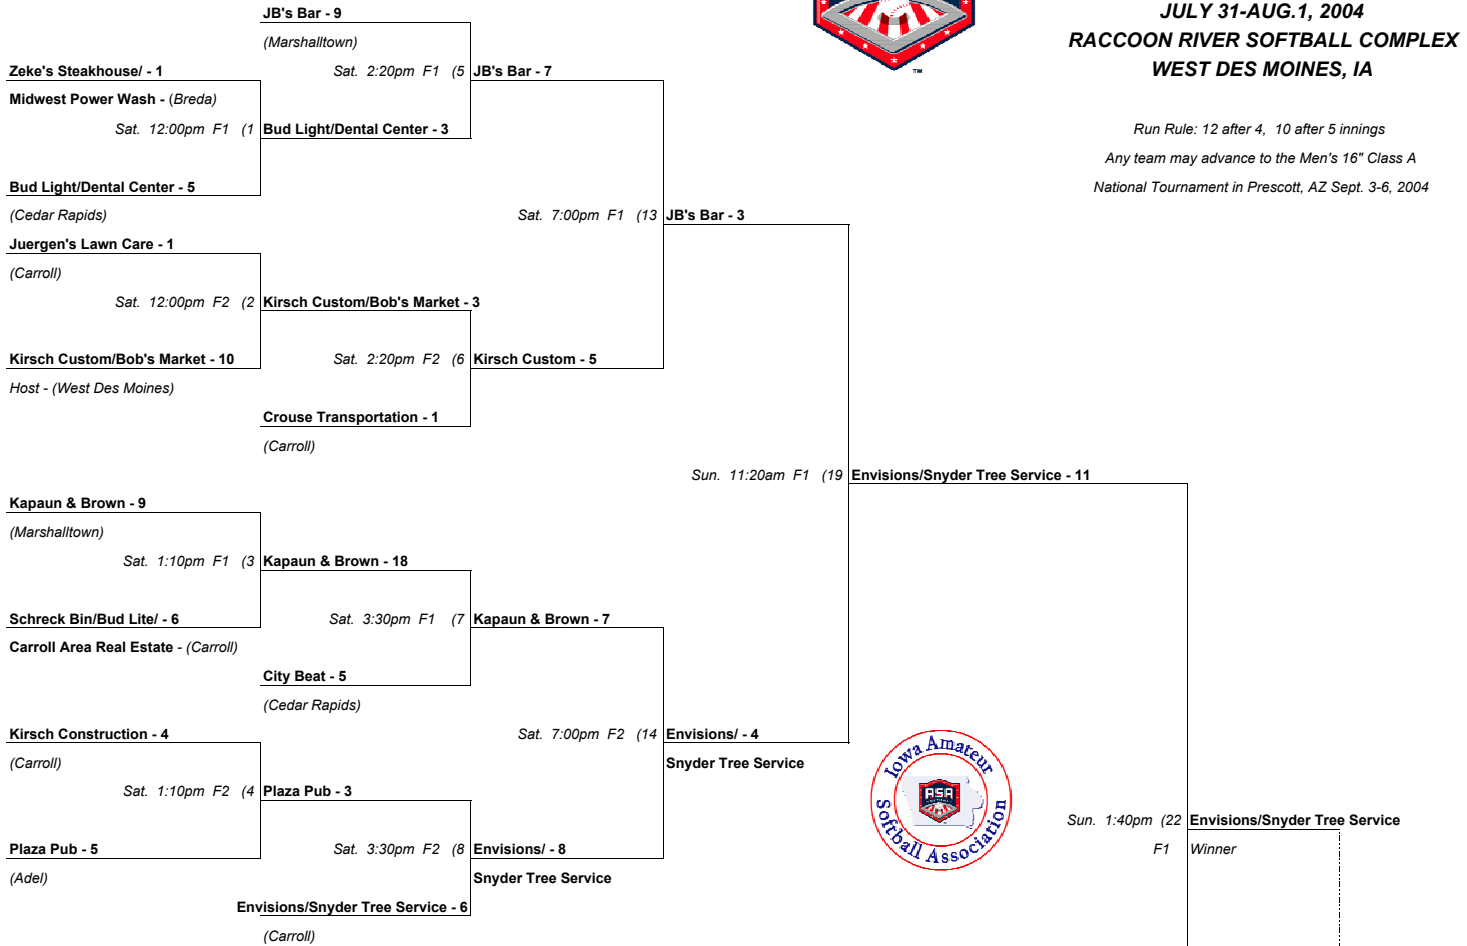 JB's Bar - 9
(Marshalltown)
JULY 31-AUG.1, 2004
RACCOON RIVER SOFTBALL COMPLEX
WEST DES MOINES, IA
TM
Zeke's Steakhouse/ - 1
Sat. 2:20pm F1 (5
JB's Bar - 7
Midwest Power Wash - (Breda)
Sat. 12:00pm F1 (1
Bud Light/Dental Center - 3
Run Rule: 12 after 4, 10 after 5 innings
Any team may advance to the Men's 16" Class A
National Tournament in Prescott, AZ Sept. 3-6, 2004
Bud Light/Dental Center - 5
(Cedar Rapids)
Sat. 7:00pm F1 (13
JB's Bar - 3
Juergen's Lawn Care - 1
(Carroll)
Sat. 12:00pm F2 (2
Kirsch Custom/Bob's Market - 3
Kirsch Custom/Bob's Market - 10
Sat. 2:20pm F2 (6
Kirsch Custom - 5
Host - (West Des Moines)
Crouse Transportation - 1
(Carroll)
Sun. 11:20am F1 (19
Envisions/Snyder Tree Service - 11
Kapaun & Brown - 9
(Marshalltown)
Sat. 1:10pm F1 (3
Kapaun & Brown - 18
Schreck Bin/Bud Lite/ - 6
Sat. 3:30pm F1 (7
Kapaun & Brown - 7
Carroll Area Real Estate - (Carroll)
City Beat - 5
(Cedar Rapids)
Kirsch Construction - 4
Sat. 7:00pm F2 (14
Envisions/ - 4
(Carroll)
Snyder Tree Service
Iowa Amateur
ASA
Softball Association
Sat. 1:10pm F2 (4
Plaza Pub - 3
Sun. 1:40pm (22
Envisions/Snyder Tree Service
Plaza Pub - 5
Sat. 3:30pm F2 (8
Envisions/ - 8
F1
Winner
(Adel)
Snyder Tree Service
Envisions/Snyder Tree Service - 6
(Carroll)